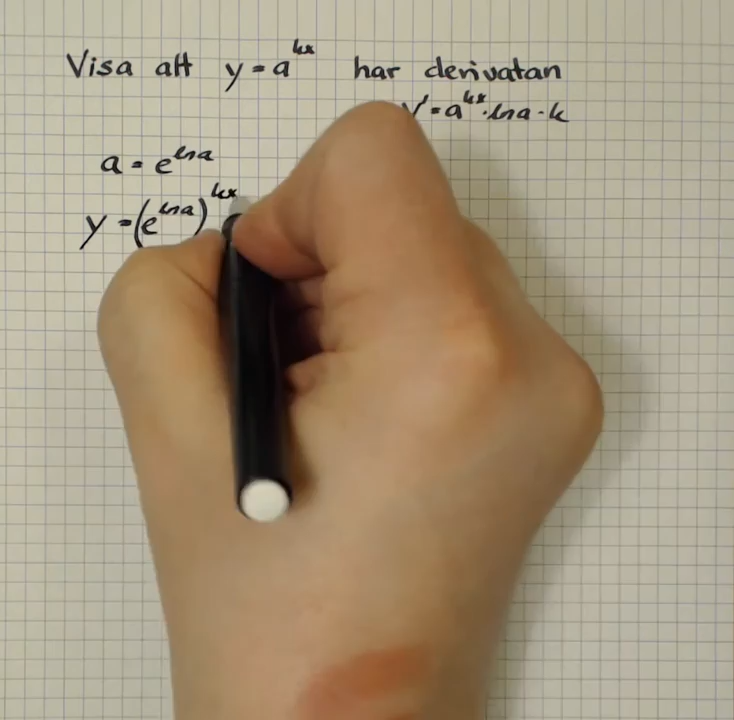 Visa att y = a^{kx} har derivatan
y' = a^{kx} · ln a · k
a = e^{ln a}
y = (e^{ln a})^{kx}